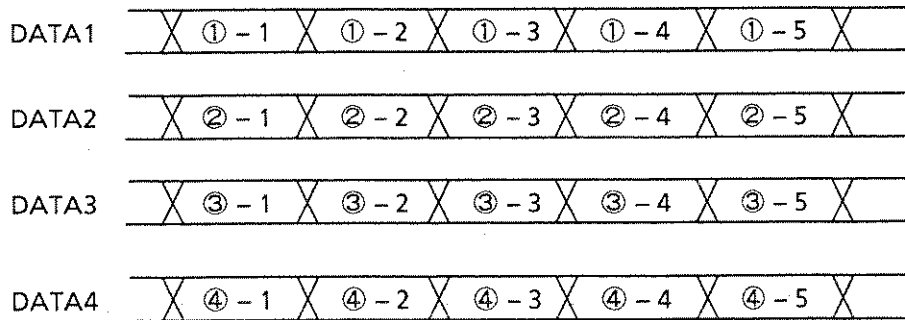 DATA1 ① – 1 ① – 2 ① – 3 ① – 4 ① – 5
DATA2 ② – 1 ② – 2 ② – 3 ② – 4 ② – 5
DATA3 ③ – 1 ③ – 2 ③ – 3 ③ – 4 ③ – 5
DATA4 ④ – 1 ④ – 2 ④ – 3 ④ – 4 ④ – 5